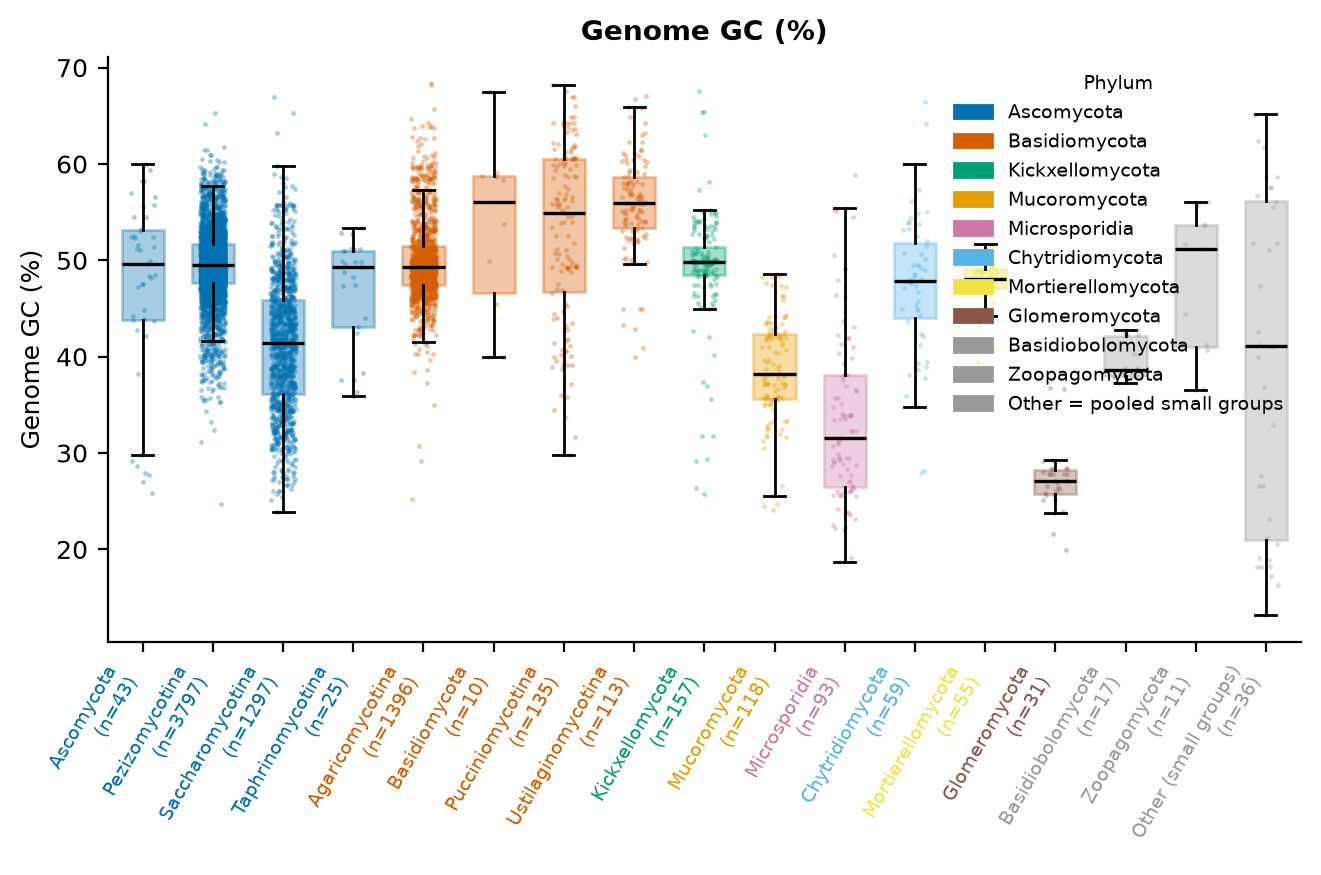 Genome GC (%)
Genome GC (%)
70
60
50
40
30
20
Phylum
Ascomycota
Basidiomycota
Kickxellomycota
Mucoromycota
Microsporidia
Chytridiomycota
Mortierellomycota
Glomeromycota
Basidiobolomycota
Zoopagomycota
Other = pooled small groups
Ascomycota
(n=43)
Pezizomycotina
(n=3797)
Saccharomycotina
(n=1297)
Taphrinomycotina
(n=25)
Agaricomycotina
(n=1396)
Basidiomycota
(n=10)
Pucciniomycotina
(n=135)
Ustilaginomycotina
(n=113)
Kickxellomycota
(n=157)
Mucoromycota
(n=118)
Microsporidia
(n=93)
Chytridiomycota
(n=59)
Mortierellomycota
(n=55)
Glomeromycota
(n=31)
Basidiobolomycota
(n=17)
Zoopagomycota
(n=11)
Other (small groups)
(n=36)